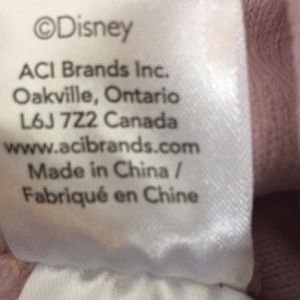 ©Disney
ACI Brands Inc.
Oakville, Ontario
L6J 7Z2 Canada
www.acibrands.com
Made in China /
Fabriqué en Chine